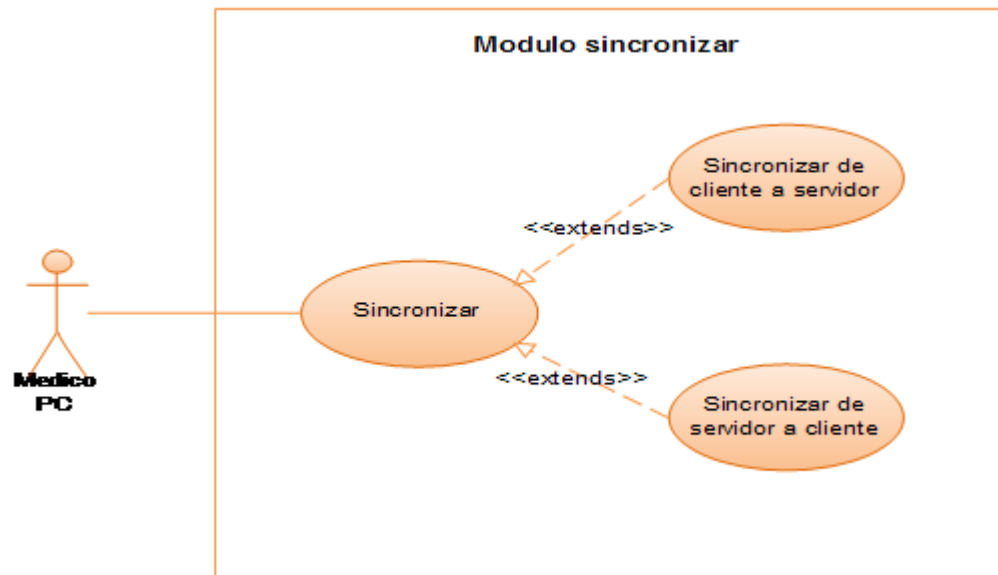 Modulo sincronizar
Sincronizar de
cliente a servidor
<<extends>>
Sincronizar
Medico
PC
<<extends>>
Sincronizar de
servidor a cliente